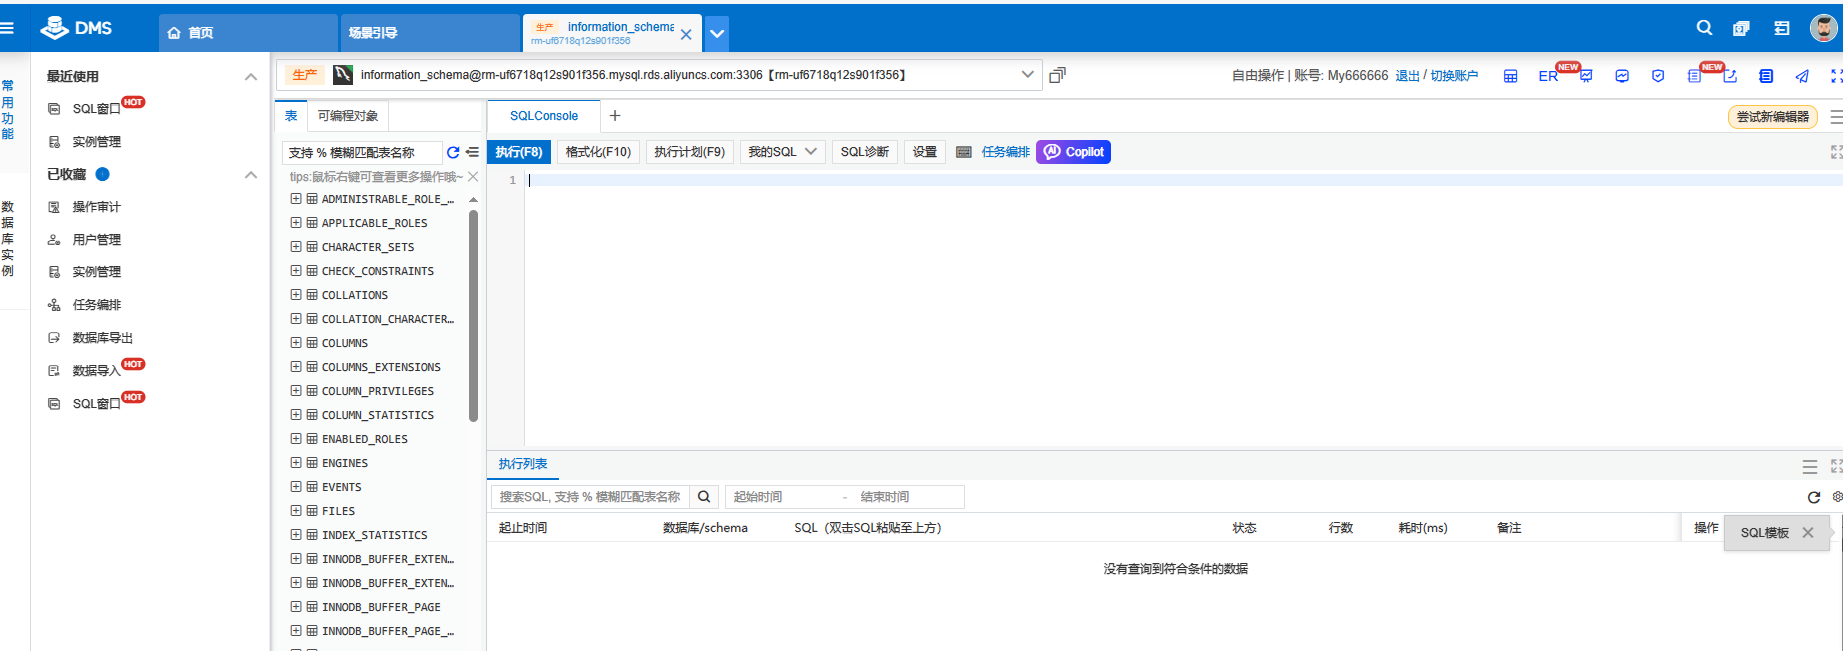 DMS
首页
场景引导
生产
information_schema
rm-uf6718q12s901f356
常用功能
数据库实例
最近使用
SQL窗口
HOT
实例管理
已收藏
操作审计
用户管理
实例管理
任务编排
数据库导出
数据导入
HOT
SQL窗口
HOT
生产
information_schema@rm-uf6718q12s901f356.mysql.rds.aliyuncs.com:3306【rm-uf6718q12s901f356】
自由操作 | 账号: My666666 退出 / 切换账户
ER
NEW
NEW
表
可编程对象
支持 % 模糊匹配表名称
tips:鼠标右键可查看更多操作哦~
ADMINISTRABLE_ROLE_…
APPLICABLE_ROLES
CHARACTER_SETS
CHECK_CONSTRAINTS
COLLATIONS
COLLATION_CHARACTER…
COLUMNS
COLUMNS_EXTENSIONS
COLUMN_PRIVILEGES
COLUMN_STATISTICS
ENABLED_ROLES
ENGINES
EVENTS
FILES
INDEX_STATISTICS
INNODB_BUFFER_EXTEN…
INNODB_BUFFER_EXTEN…
INNODB_BUFFER_PAGE
INNODB_BUFFER_PAGE_…
SQLConsole
尝试新编辑器
执行(F8)
格式化(F10)
执行计划(F9)
我的SQL
SQL诊断
设置
任务编排
Copilot
1
执行列表
搜索SQL, 支持 % 模糊匹配表名称
起始时间 - 结束时间
起止时间 数据库/schema SQL（双击SQL粘贴至上方） 状态 行数 耗时(ms) 备注 操作
SQL模板
没有查询到符合条件的数据